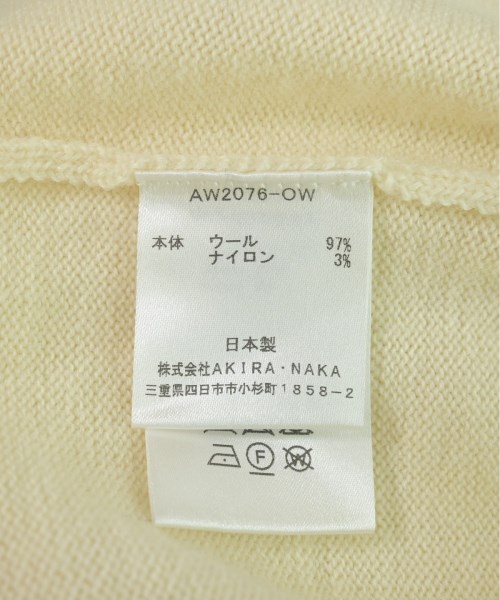 AW2076-OW
本体 ウール 97%
ナイロン 3%
日本製
株式会社AKIRA・NAKA
三重県四日市市小杉町1858-2
F
W